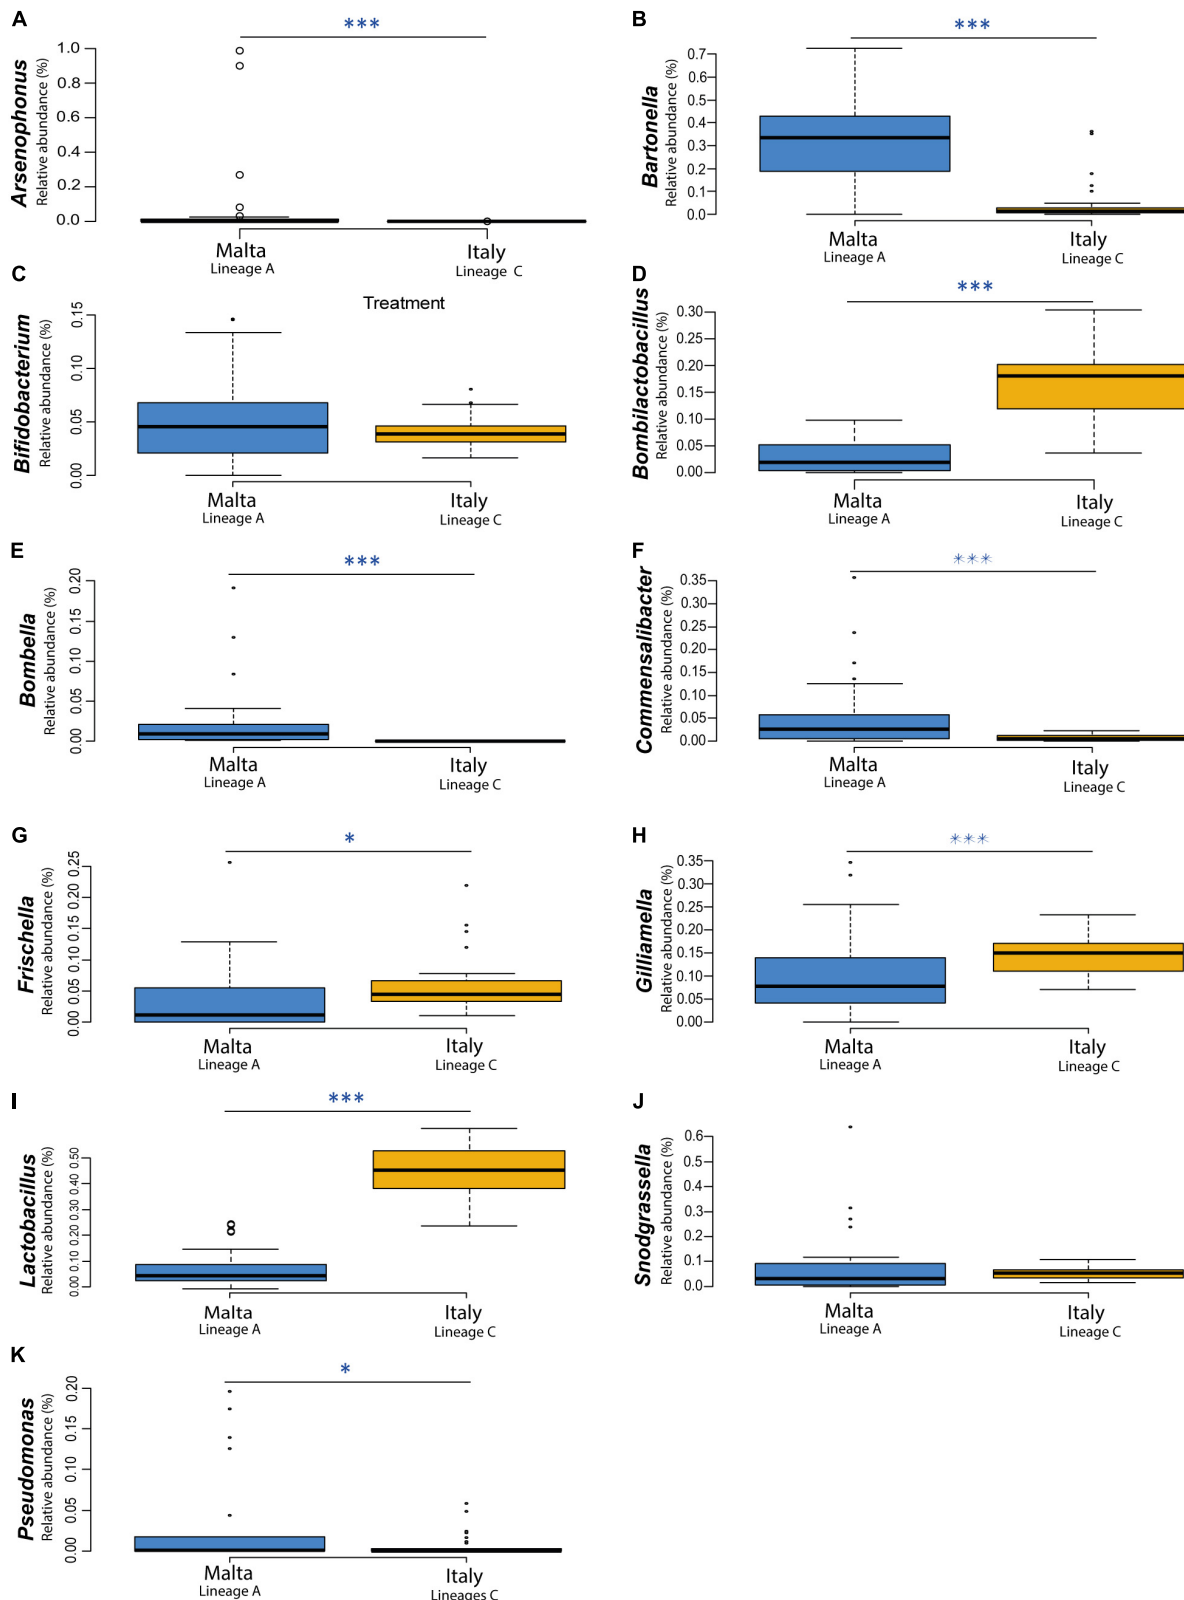 A
***
Arsenophonus
Relative abundance (%)
1.0
0.8
0.6
0.4
0.2
0.0
Malta
Lineage A
Italy
Lineage C
B
***
Bartonella
Relative abundance (%)
0.7
0.6
0.5
0.4
0.3
0.2
0.1
0.0
Malta
Lineage A
Italy
Lineage C
C
Treatment
Bifidobacterium
Relative abundance (%)
0.15
0.10
0.05
0.00
Malta
Lineage A
Italy
Lineage C
D
***
Bombilactobacillus
Relative abundance (%)
0.30
0.20
0.15
0.10
0.05
0.00
Malta
Lineage A
Italy
Lineage C
E
***
Bombella
Relative abundance (%)
0.20
0.15
0.10
0.05
0.00
Malta
Lineage A
Italy
Lineage C
F
***
Commensalibacter
Relative abundance (%)
0.35
0.30
0.25
0.20
0.15
0.10
0.05
0.00
Malta
Lineage A
Italy
Lineage C
G
*
Frischella
Relative abundance (%)
0.25
0.20
0.15
0.10
0.05
0.00
Malta
Lineage A
Italy
Lineage C
H
***
Gilliamella
Relative abundance (%)
0.35
0.30
0.25
0.20
0.15
0.10
0.05
0.00
Malta
Lineage A
Italy
Lineage C
I
***
Lactobacillus
Relative abundance (%)
0.50
0.40
0.30
0.20
0.10
0.00
Malta
Lineage A
Italy
Lineage C
J
Snodgrassella
Relative abundance (%)
0.6
0.5
0.4
0.3
0.2
0.1
0.0
Malta
Lineage A
Italy
Lineage C
K
*
Pseudomonas
Relative abundance (%)
0.20
0.15
0.10
0.05
0.00
Malta
Lineage A
Italy
Lineages C